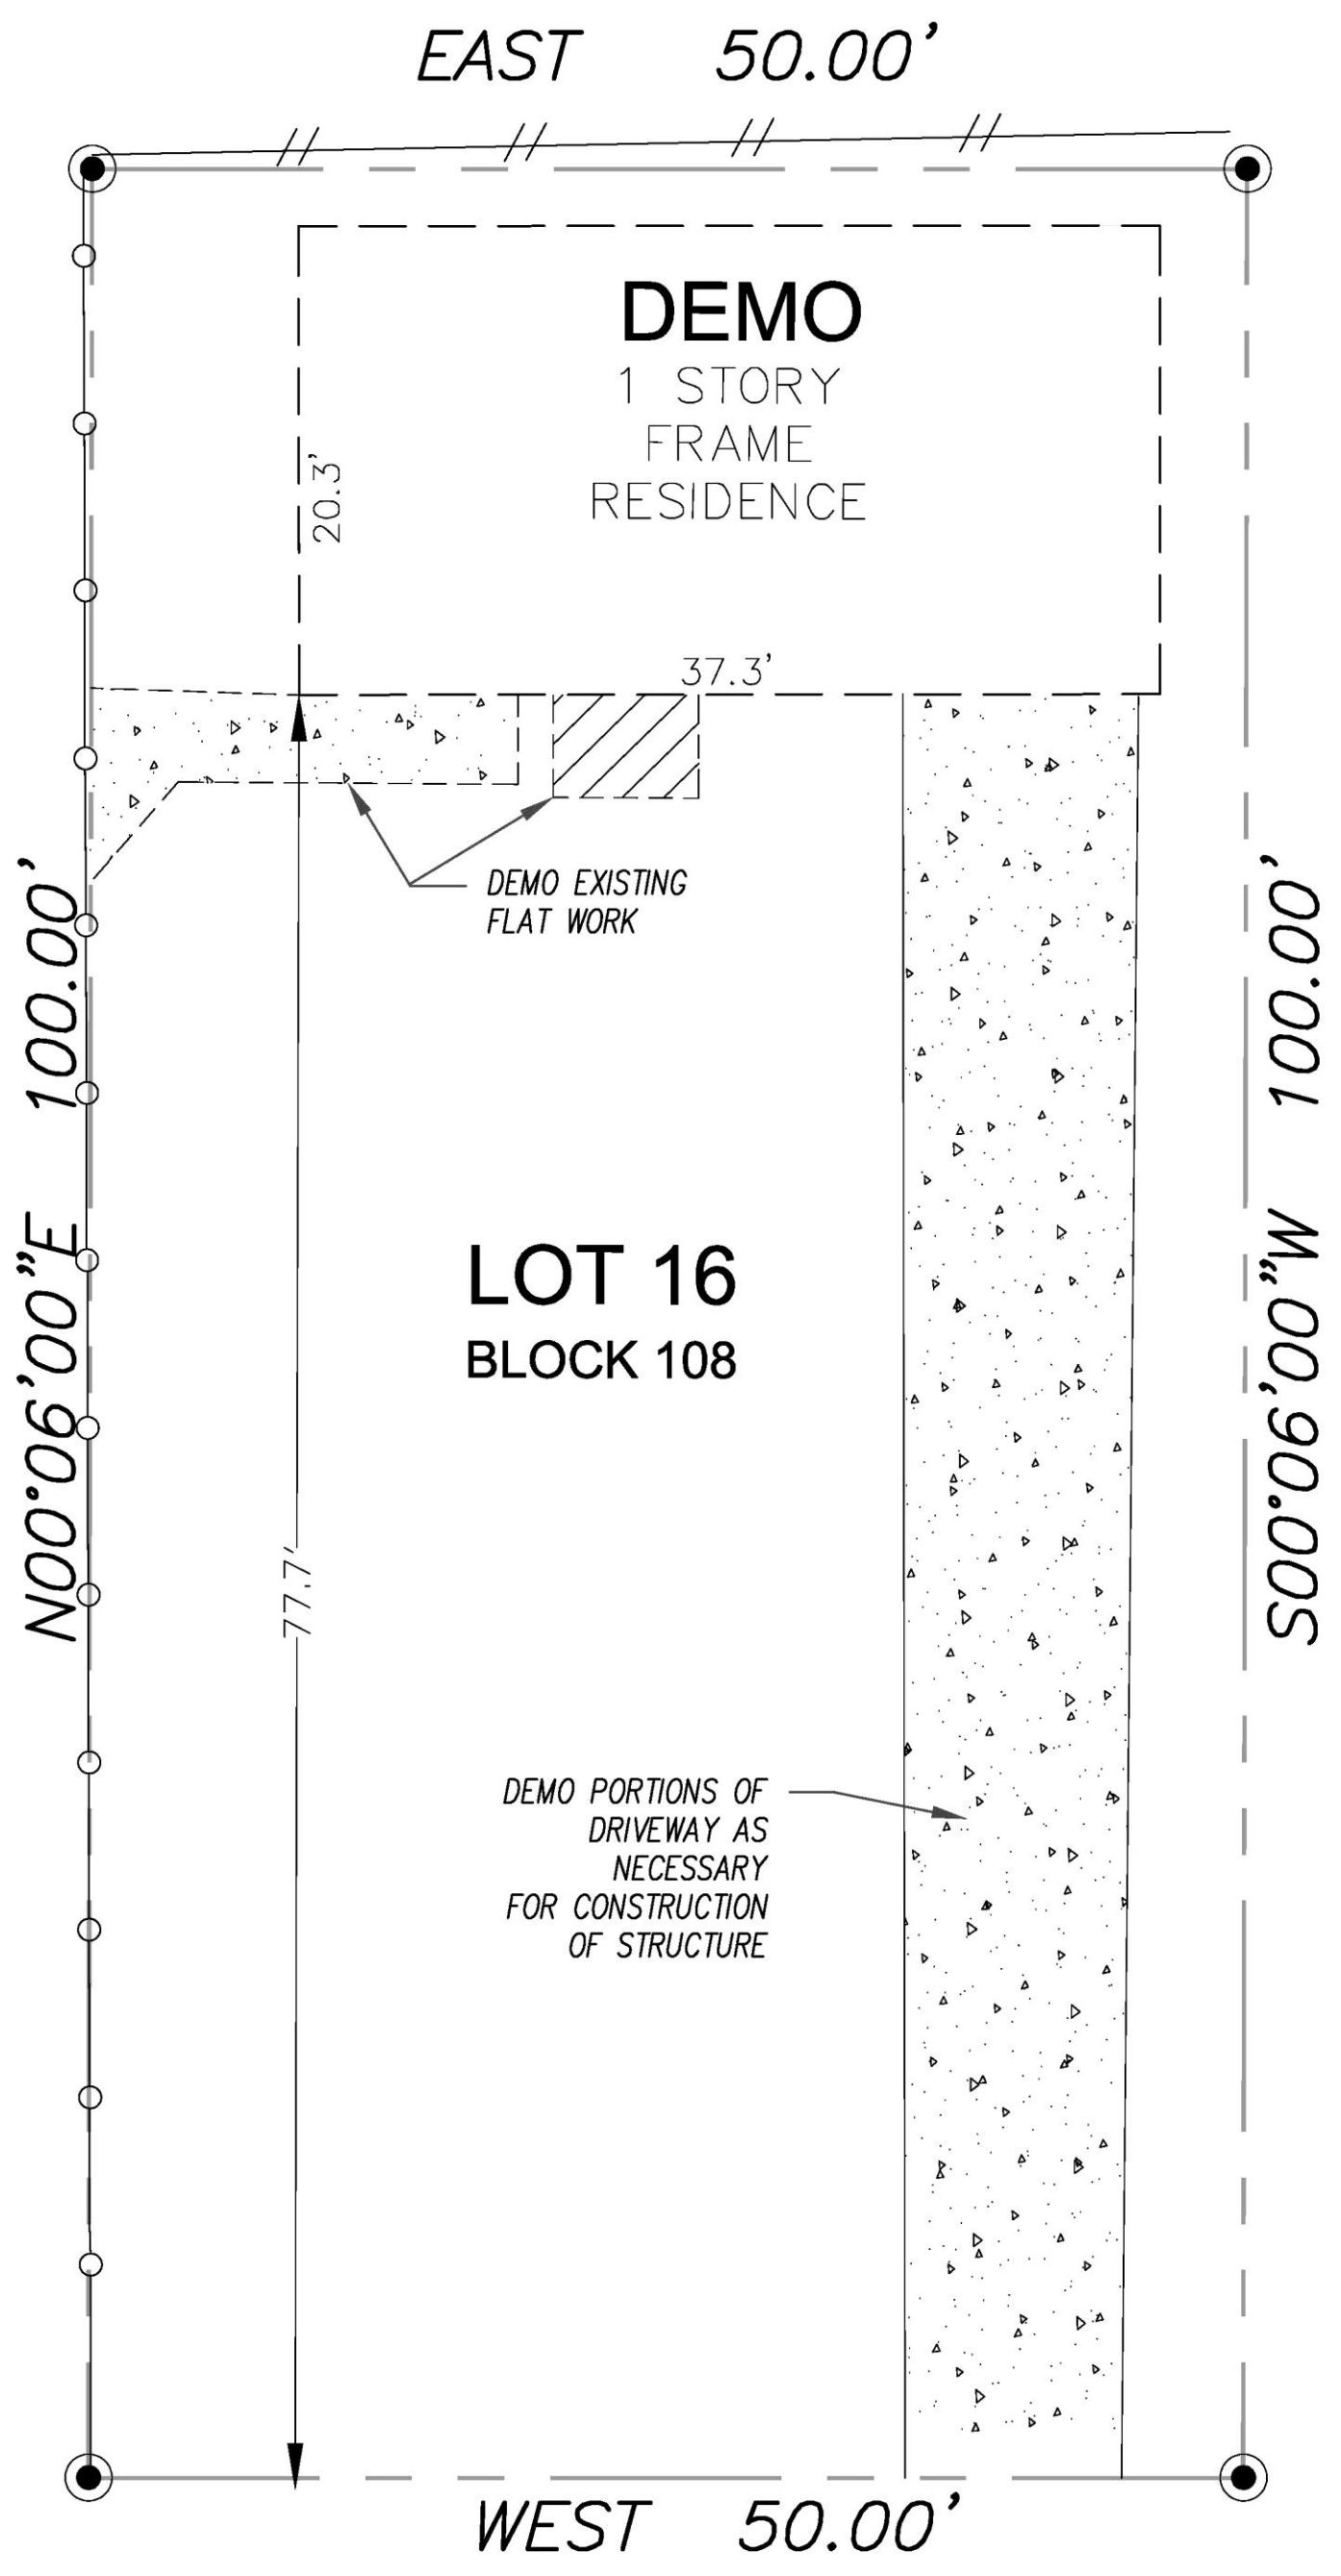 EAST 50.00'
DEMO
1 STORY
FRAME
RESIDENCE
20.3'
37.3'
DEMO EXISTING
FLAT WORK
N00°06'00"E 100.00'
S00°06'00"W 100.00'
LOT 16
BLOCK 108
77.7'
DEMO PORTIONS OF
DRIVEWAY AS
NECESSARY
FOR CONSTRUCTION
OF STRUCTURE
WEST 50.00'